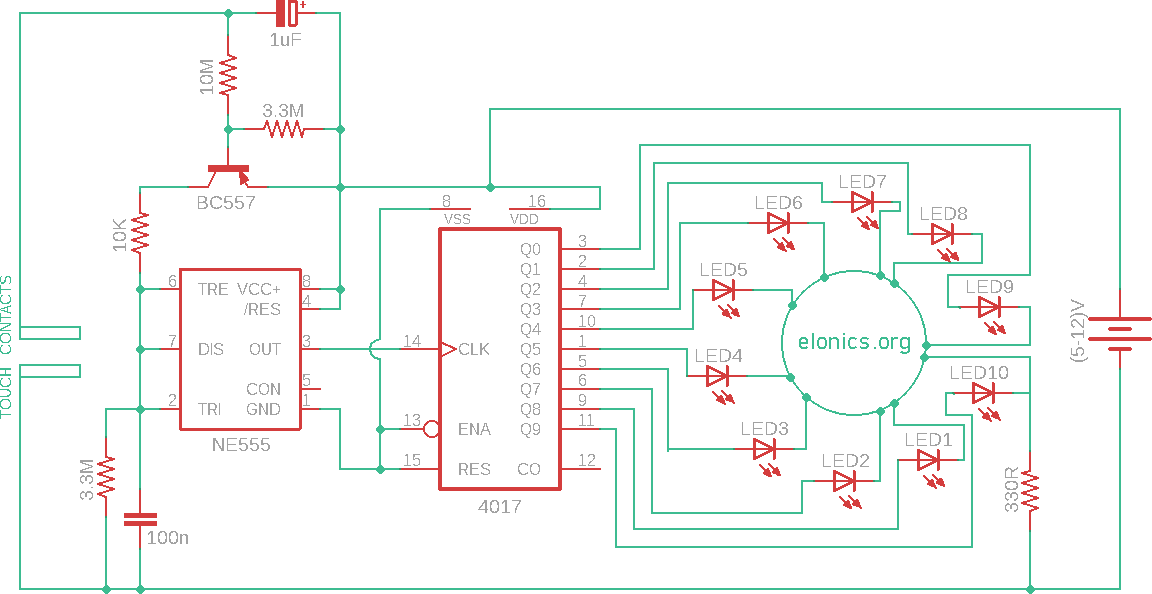 1uF
+
10M
3.3M
BC557
10K
TOUCH CONTACTS
6 TRE VCC+ 8
/RES 4
7 DIS OUT 3
CON 5
2 TRI GND 1
NE555
3.3M
100n
8 16
VSS VDD
Q0 3
Q1 2
Q2 4
Q3 7
Q4 10
14 CLK Q5 1
Q6 5
Q7 6
Q8 9
13 ENA Q9 11
15 RES CO 12
4017
LED7
LED6
LED8
LED5
LED9
elonics.org
LED4
LED10
LED3
LED1
LED2
330R
(5-12)V